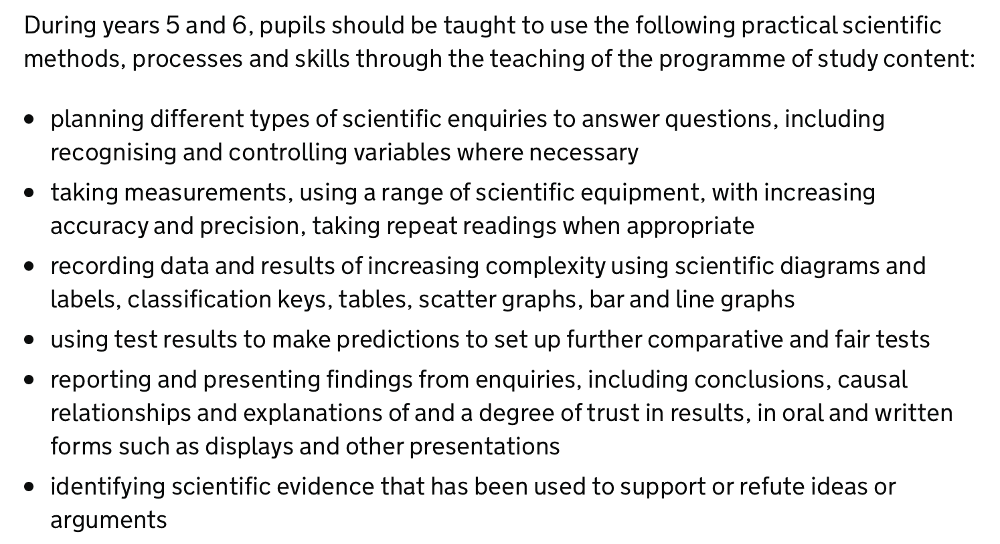 During years 5 and 6, pupils should be taught to use the following practical scientific
methods, processes and skills through the teaching of the programme of study content:
• planning different types of scientific enquiries to answer questions, including
recognising and controlling variables where necessary
• taking measurements, using a range of scientific equipment, with increasing
accuracy and precision, taking repeat readings when appropriate
• recording data and results of increasing complexity using scientific diagrams and
labels, classification keys, tables, scatter graphs, bar and line graphs
• using test results to make predictions to set up further comparative and fair tests
• reporting and presenting findings from enquiries, including conclusions, causal
relationships and explanations of and a degree of trust in results, in oral and written
forms such as displays and other presentations
• identifying scientific evidence that has been used to support or refute ideas or
arguments